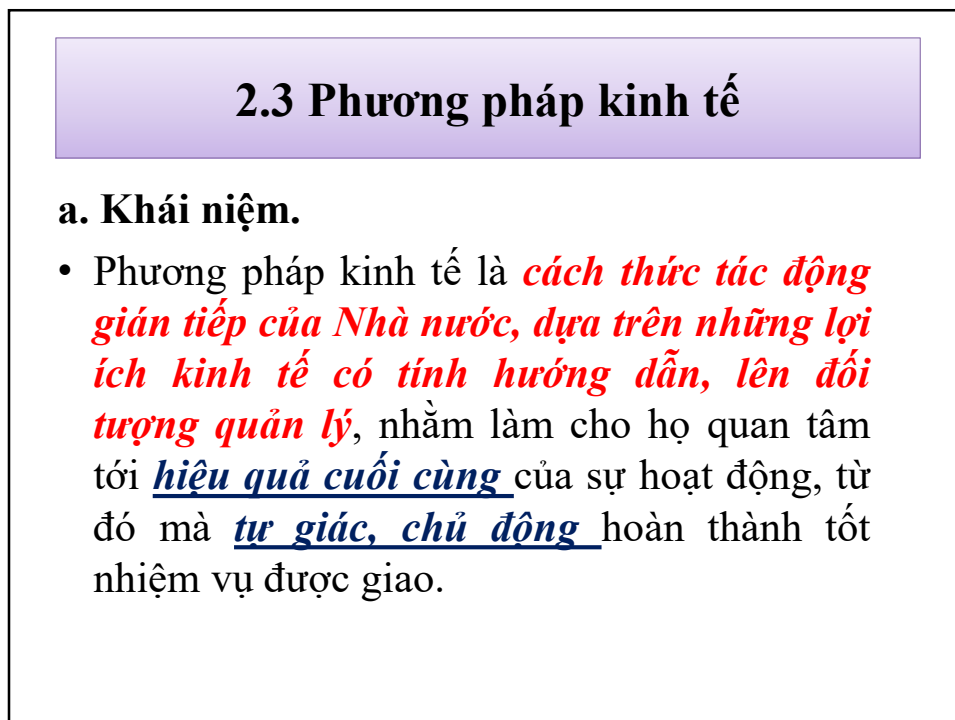 2.3 Phương pháp kinh tế
a. Khái niệm.
• Phương pháp kinh tế là cách thức tác động
gián tiếp của Nhà nước, dựa trên những lợi
ích kinh tế có tính hướng dẫn, lên đối
tượng quản lý, nhằm làm cho họ quan tâm
tới hiệu quả cuối cùng của sự hoạt động, từ
đó mà tự giác, chủ động hoàn thành tốt
nhiệm vụ được giao.